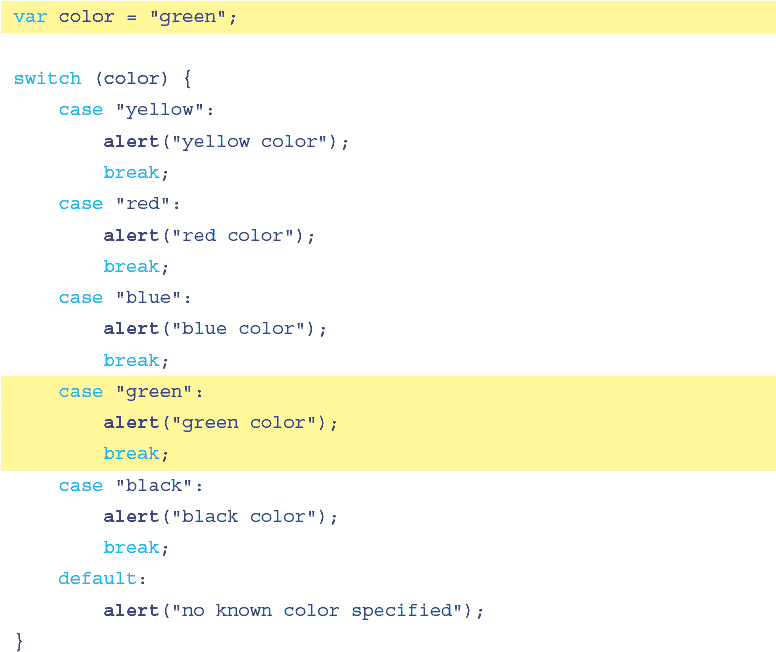 var color = "green";
switch (color) {
    case "yellow":
        alert("yellow color");
        break;
    case "red":
        alert("red color");
        break;
    case "blue":
        alert("blue color");
        break;
    case "green":
        alert("green color");
        break;
    case "black":
        alert("black color");
        break;
    default:
        alert("no known color specified");
}